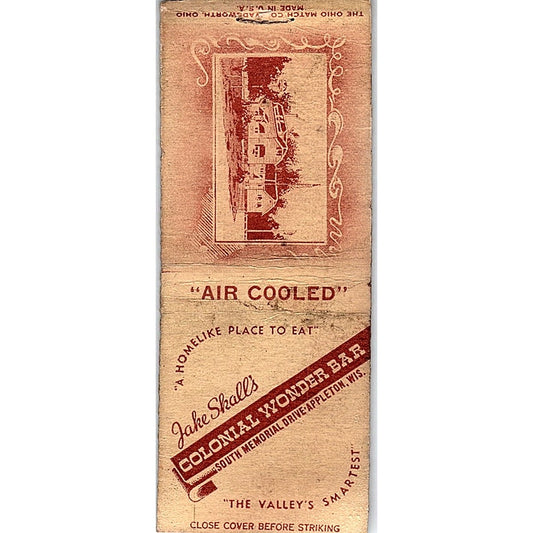 THE OHIO MATCH CO. WADSWORTH, OHIO
MADE IN U.S.A.
"AIR COOLED"
"A HOMELIKE PLACE TO EAT"
Jake Skall's
COLONIAL WONDER BAR
SOUTH MEMORIAL DRIVE-APPLETON, WIS.
"THE VALLEY'S SMARTEST"
CLOSE COVER BEFORE STRIKING